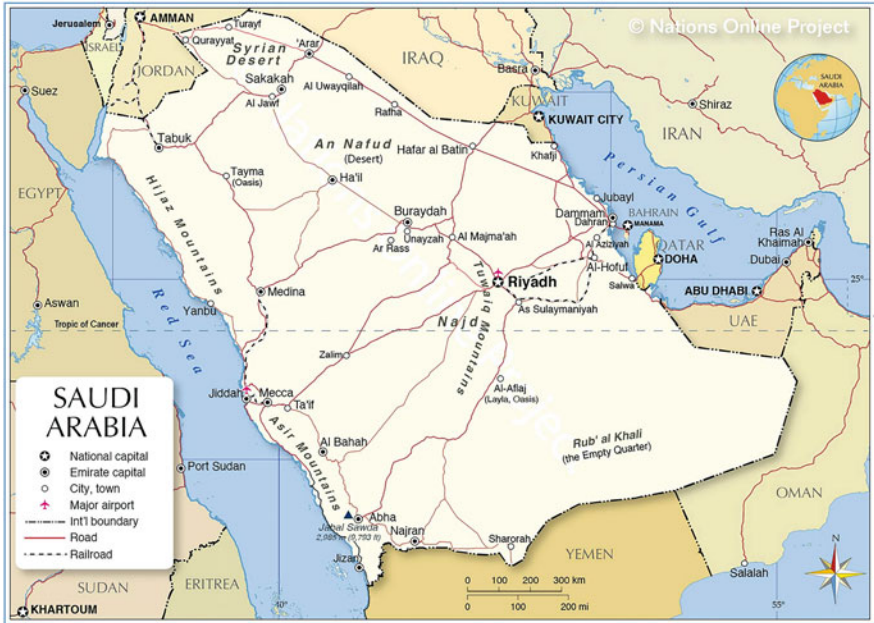 © Nations Online Project
Jerusalem
AMMAN
ISRAEL
JORDAN
Turayf
Qurayyat
Syrian
Desert
'Arar
IRAQ
Basra
KUWAIT
KUWAIT CITY
SAUDI
ARABIA
Shiraz
IRAN
Suez
Sakakah
Al Jawf
Al Uwayqilah
Rafha
Tabuk
An Nafud
(Desert)
Hafar al Batin
Khafji
Persian Gulf
EGYPT
Tayma
(Oasis)
Ha'il
Hijaz Mountains
Jubayl
Dammam
Dahran
BAHRAIN
MANAMA
Buraydah
Unayzah
Ar Rass
Al Majma'ah
Al Aziziyah
Al-Hofuf
QATAR
DOHA
Ras Al
Khaimah
Dubai
Salwa
ABU DHABI
25°
UAE
Aswan
Red Sea
Yanbu
Medina
Riyadh
Tuwaiq Mountains
As Sulaymaniyah
Najd
Tropic of Cancer
Zalim
Al-Aflaj
(Layla, Oasis)
Jiddah
Mecca
Ta'if
Asir Mountains
Al Bahah
Rub' al Khali
(the Empty Quarter)
SAUDI
ARABIA
National capital
Emirate capital
City, town
Major airport
Int'l boundary
Road
Railroad
Port Sudan
OMAN
Abha
Jabal Sawda
Najran
Sharorah
Jizan
YEMEN
Salalah
N
SUDAN
ERITREA
KHARTOUM
40°
55°
0 100 200 300 km
0 100 200 mi